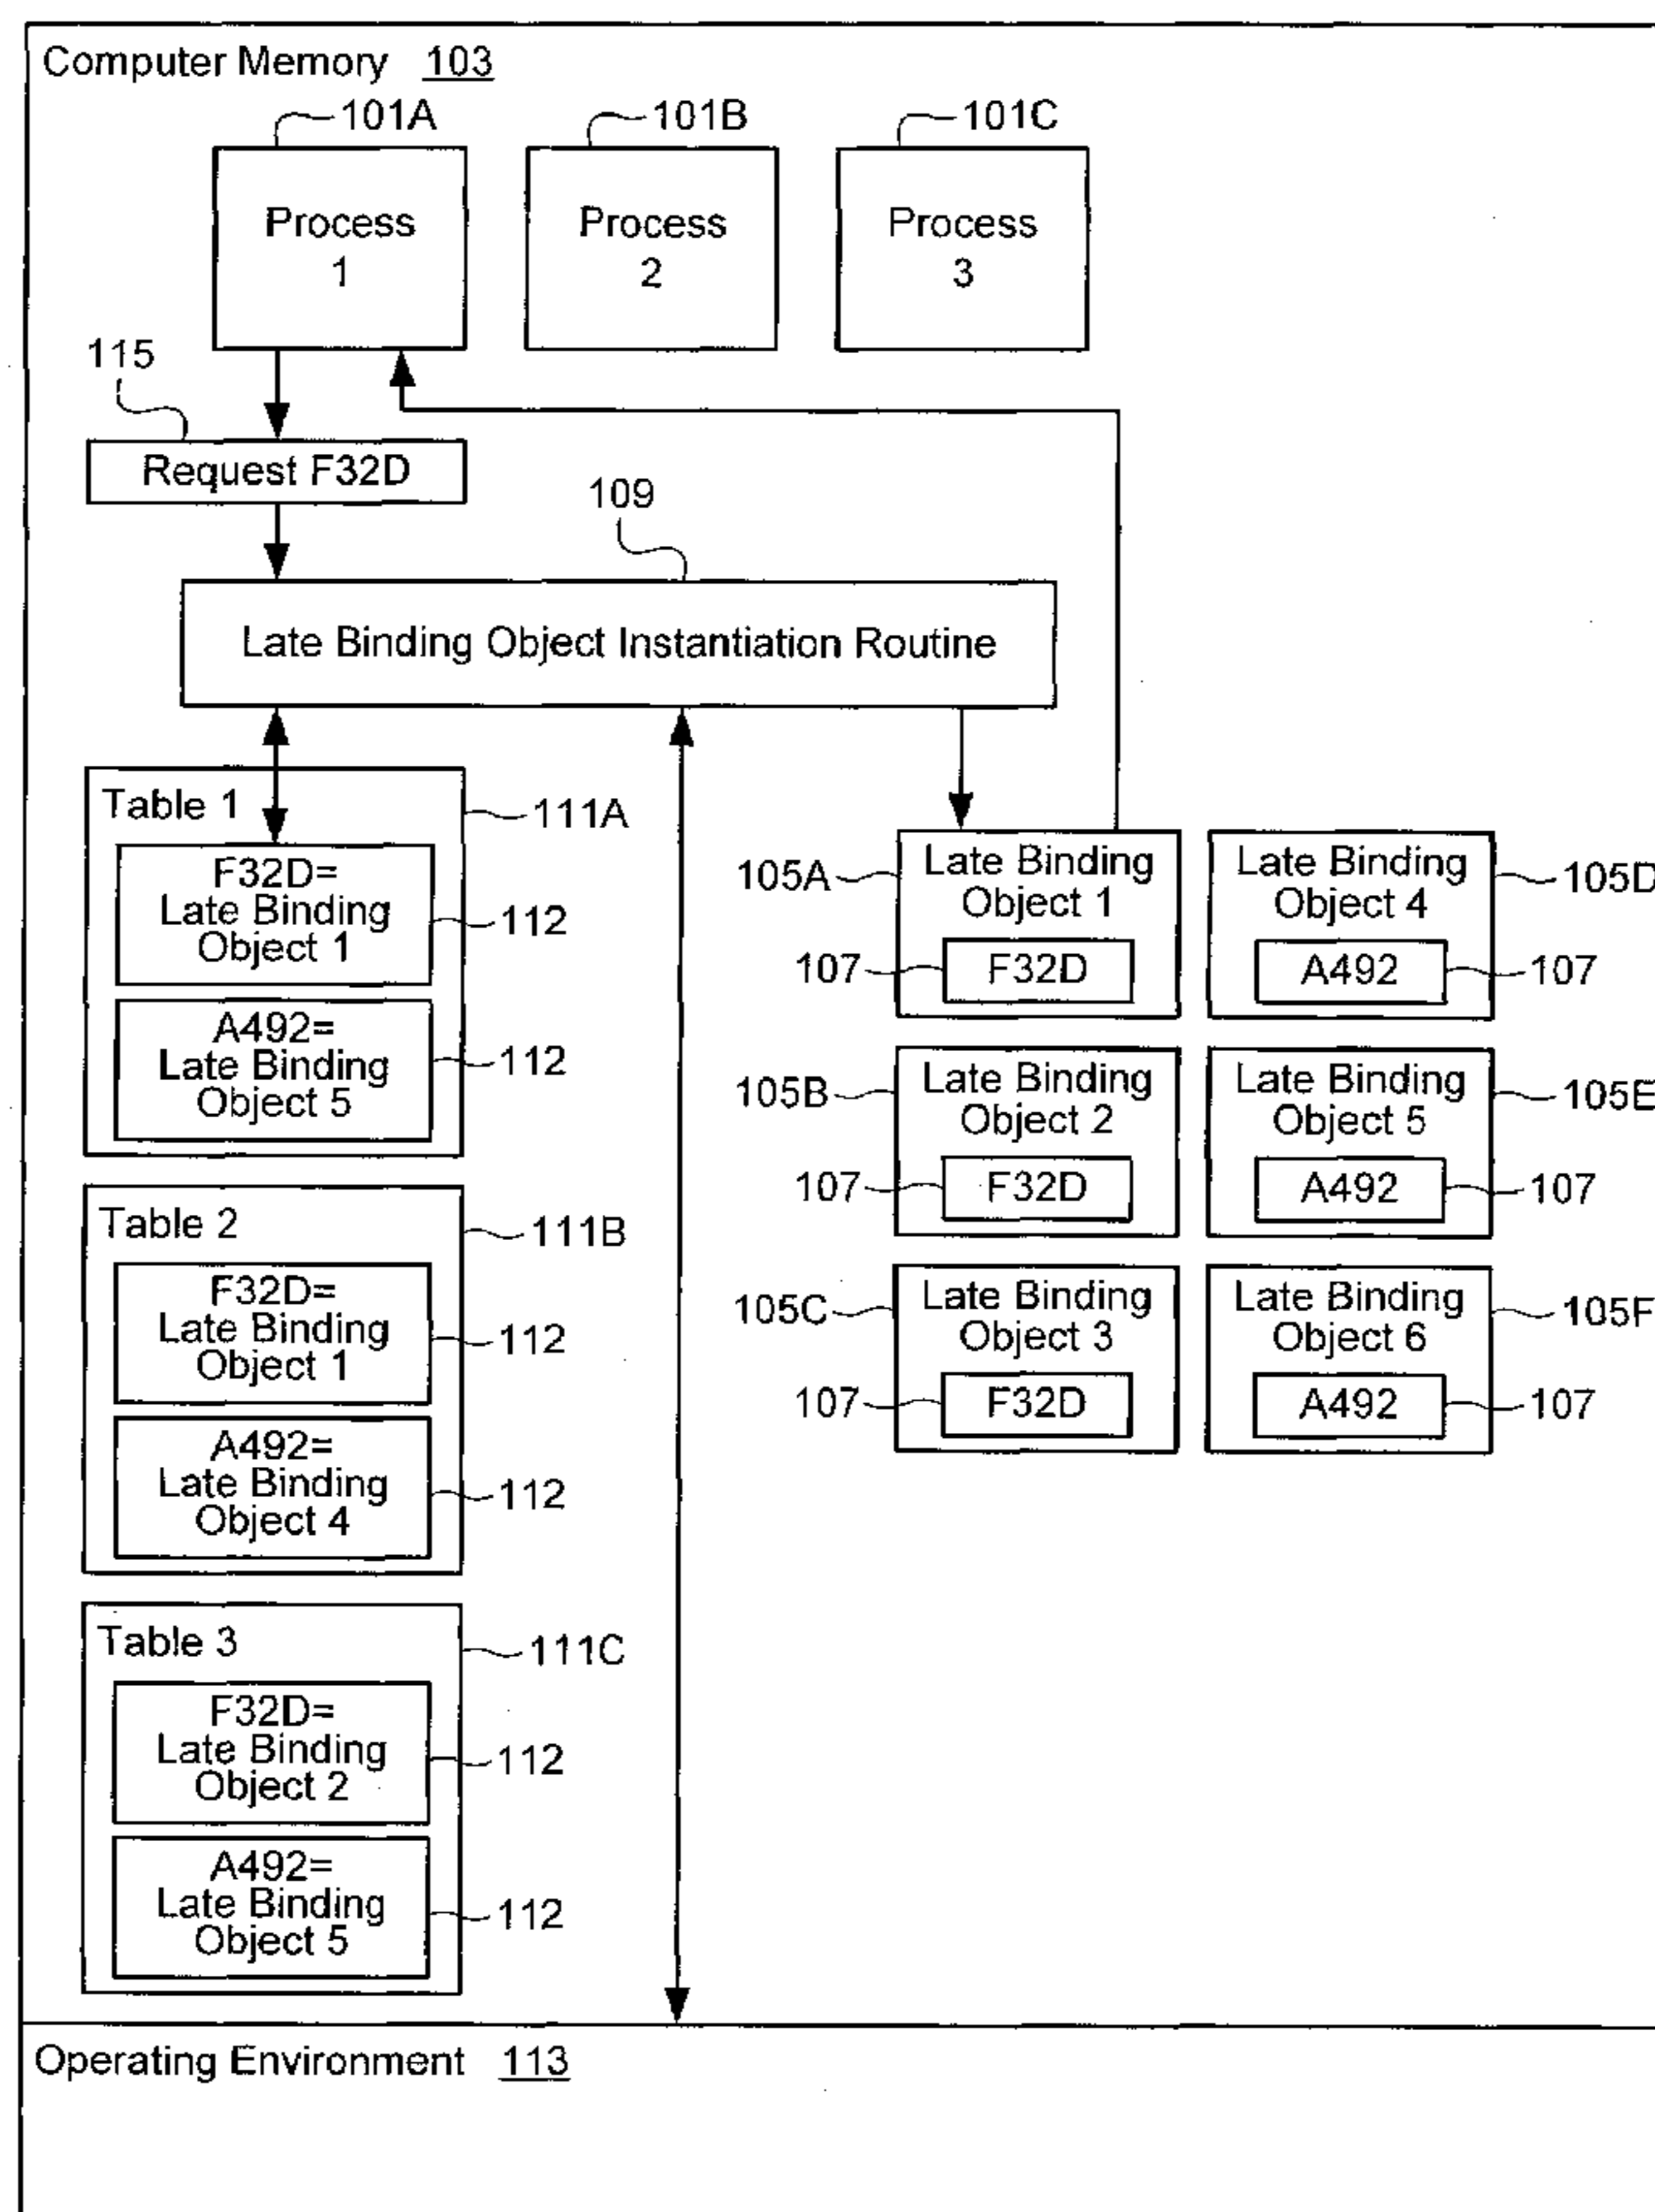 Computer Memory 103
101A
101B
101C
Process
1
Process
2
Process
3
115
Request F32D
109
Late Binding Object Instantiation Routine
Table 1
111A
F32D=
Late Binding
Object 1
112
A492=
Late Binding
Object 5
112
Table 2
111B
F32D=
Late Binding
Object 1
112
A492=
Late Binding
Object 4
112
Table 3
111C
F32D=
Late Binding
Object 2
112
A492=
Late Binding
Object 5
112
105A
Late Binding
Object 1
107
F32D
Late Binding
Object 4
105D
A492
107
105B
Late Binding
Object 2
107
F32D
Late Binding
Object 5
105E
A492
107
105C
Late Binding
Object 3
107
F32D
Late Binding
Object 6
105F
A492
107
Operating Environment 113